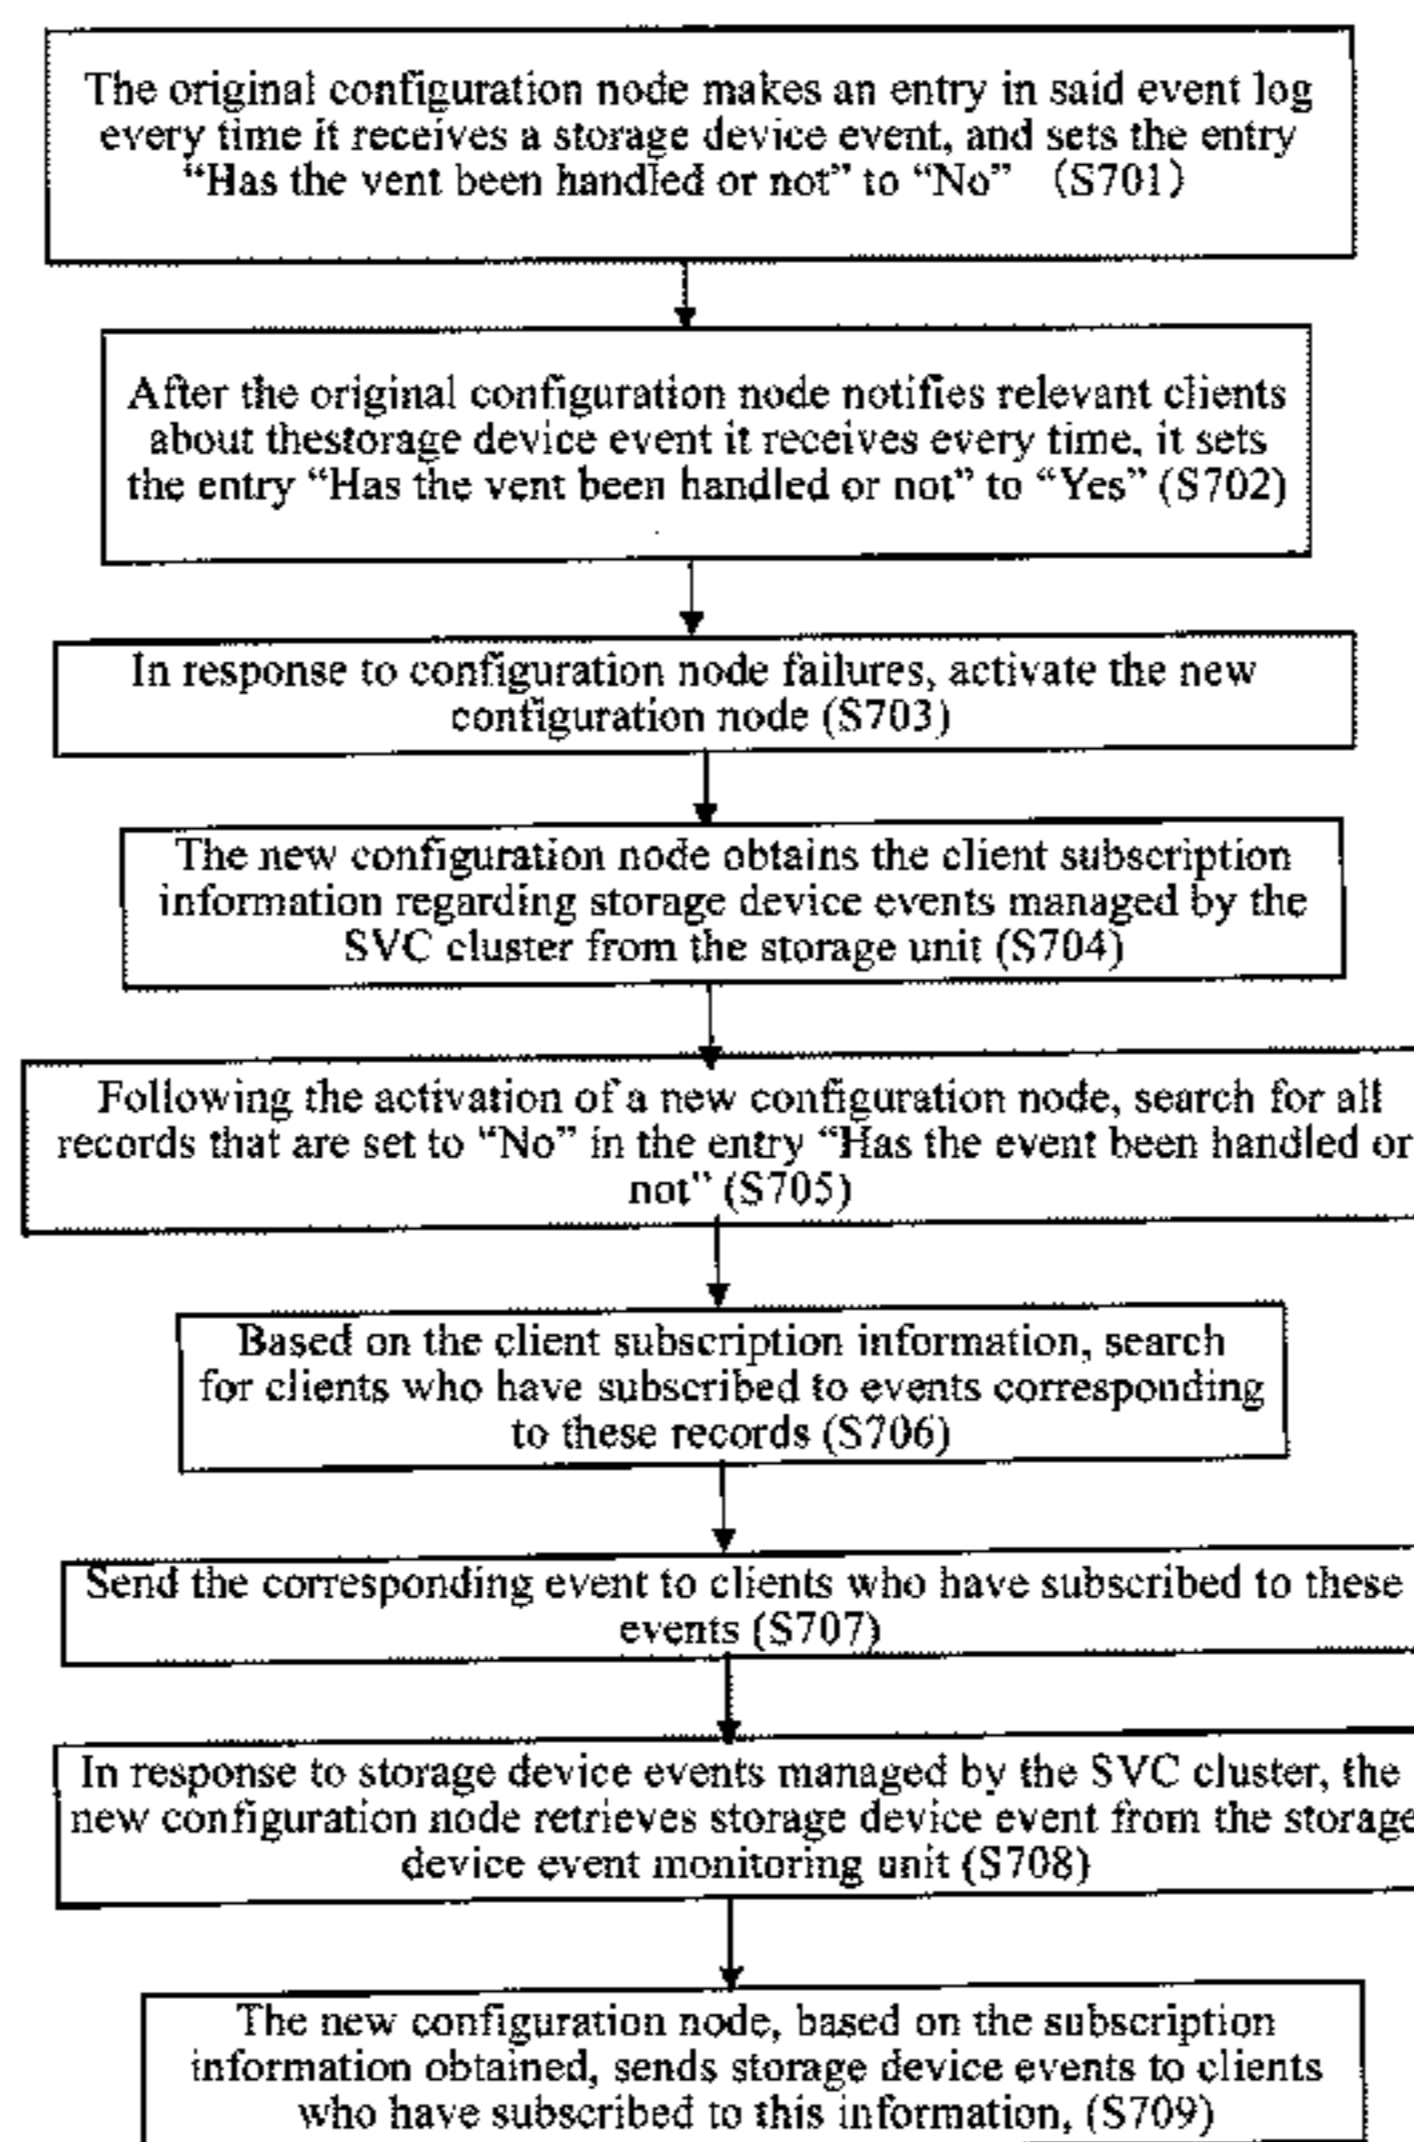 The original configuration node makes an entry in said event log
every time it receives a storage device event, and sets the entry
“Has the vent been handled or not” to “No” (S701)
After the original configuration node notifies relevant clients
about thestorage device event it receives every time, it sets
the entry “Has the vent been handled or not” to “Yes” (S702)
In response to configuration node failures, activate the new
configuration node (S703)
The new configuration node obtains the client subscription
information regarding storage device events managed by the
SVC cluster from the storage unit (S704)
Following the activation of a new configuration node, search for all
records that are set to “No” in the entry “Has the event been handled or
not” (S705)
Based on the client subscription information, search
for clients who have subscribed to events corresponding
to these records (S706)
Send the corresponding event to clients who have subscribed to these
events (S707)
In response to storage device events managed by the SVC cluster, the
new configuration node retrieves storage device event from the storage
device event monitoring unit (S708)
The new configuration node, based on the subscription
information obtained, sends storage device events to clients
who have subscribed to this information, (S709)